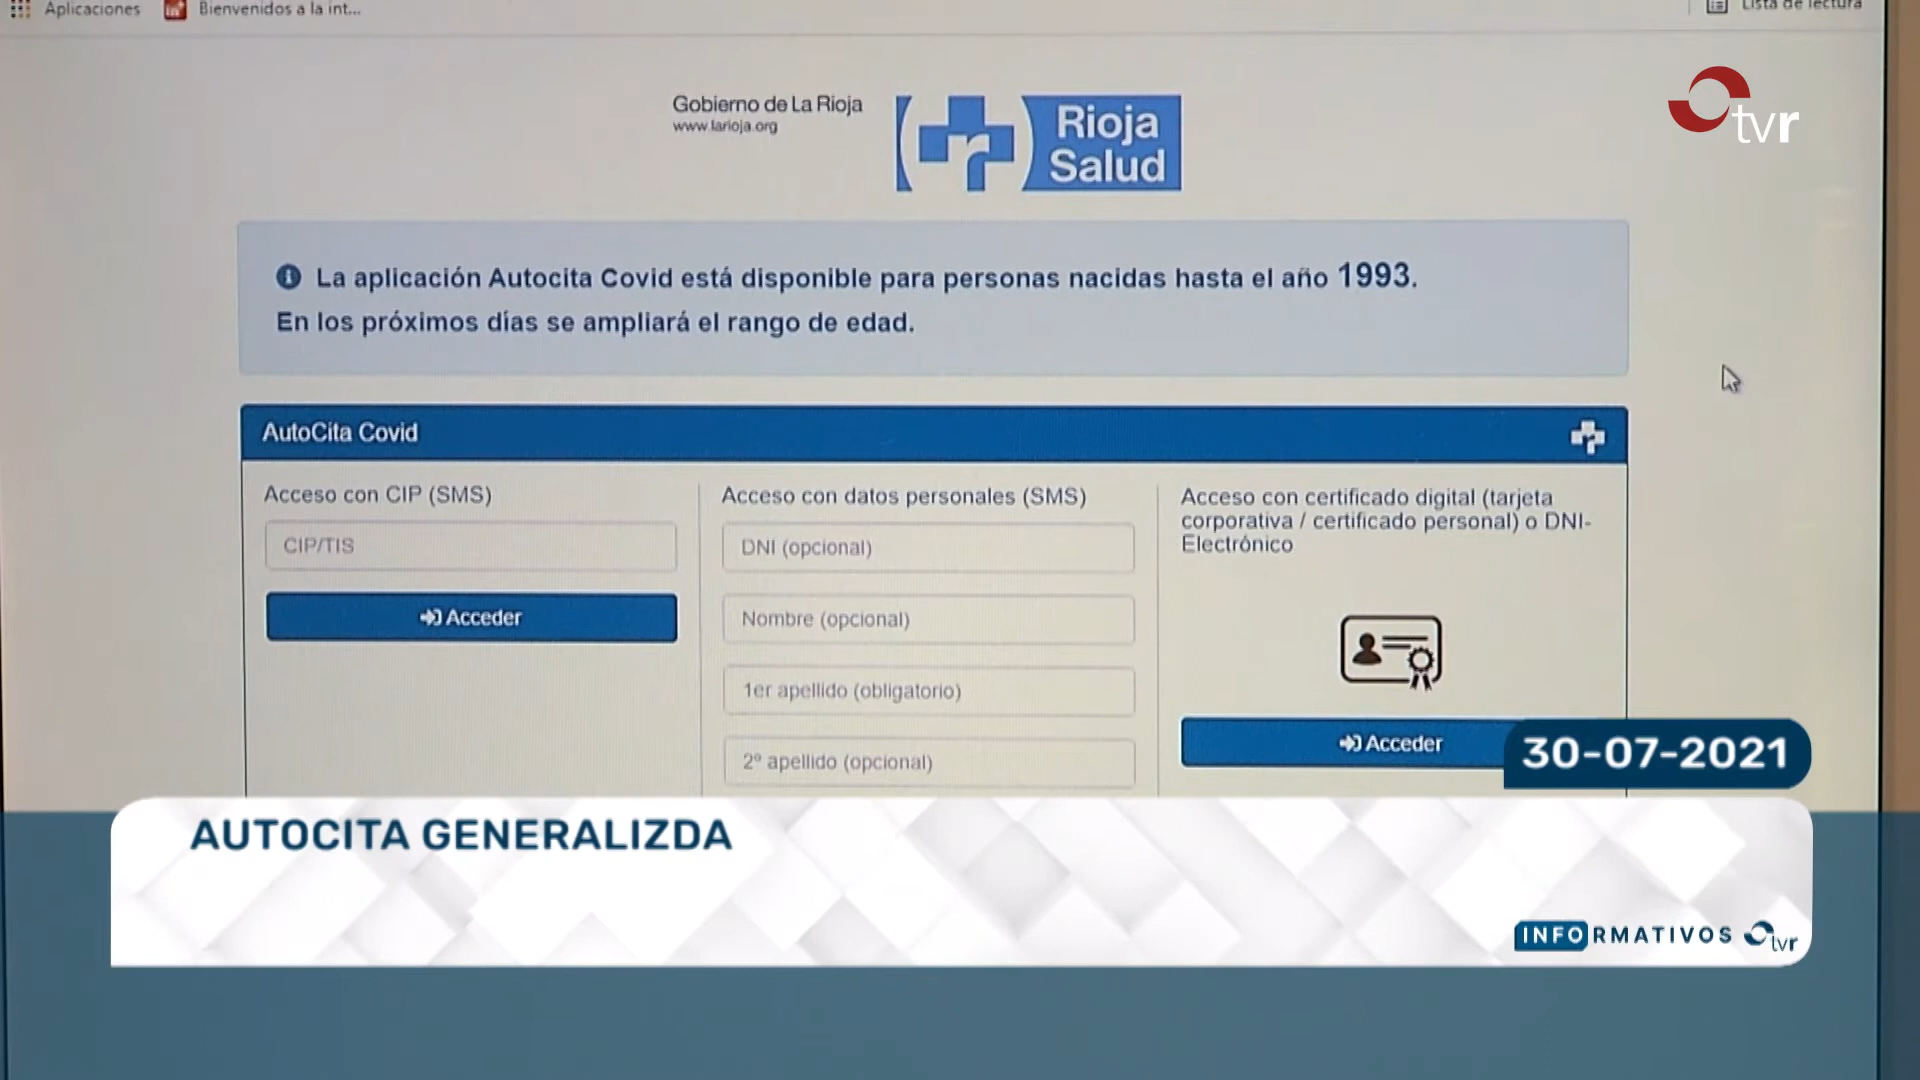 Aplicaciones
Bienvenidos a la int...
Lista de lectura
Gobierno de La Rioja
www.larioja.org
Rioja
Salud
tvr
La aplicación Autocita Covid está disponible para personas nacidas hasta el año 1993.
En los próximos días se ampliará el rango de edad.
AutoCita Covid
Acceso con CIP (SMS)
CIP/TIS
Acceder
Acceso con datos personales (SMS)
DNI (opcional)
Nombre (opcional)
1er apellido (obligatorio)
2º apellido (opcional)
Acceso con certificado digital (tarjeta
corporativa / certificado personal) o DNI-
Electrónico
Acceder
30-07-2021
AUTOCITA GENERALIZDA
INFORMATIVOS tvr